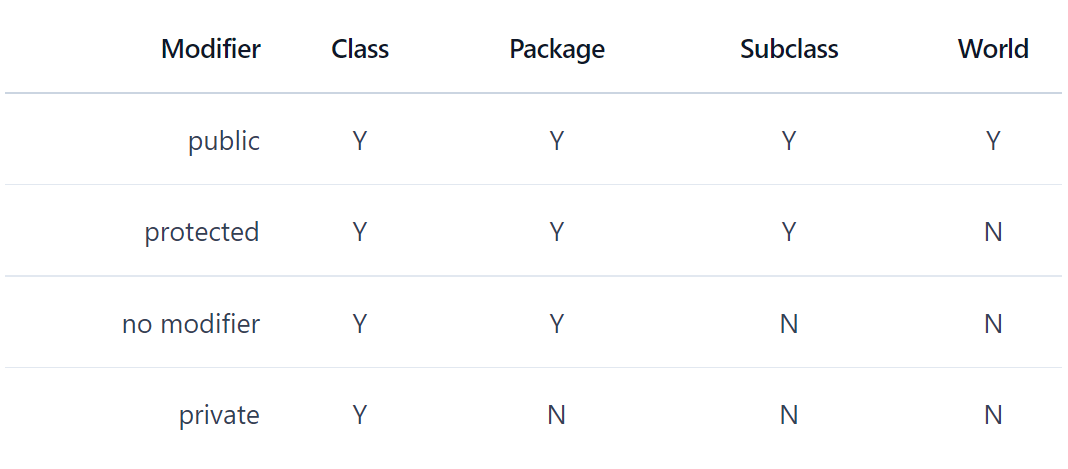 Modifier Class Package Subclass World
public Y Y Y Y
protected Y Y Y N
no modifier Y Y N N
private Y N N N